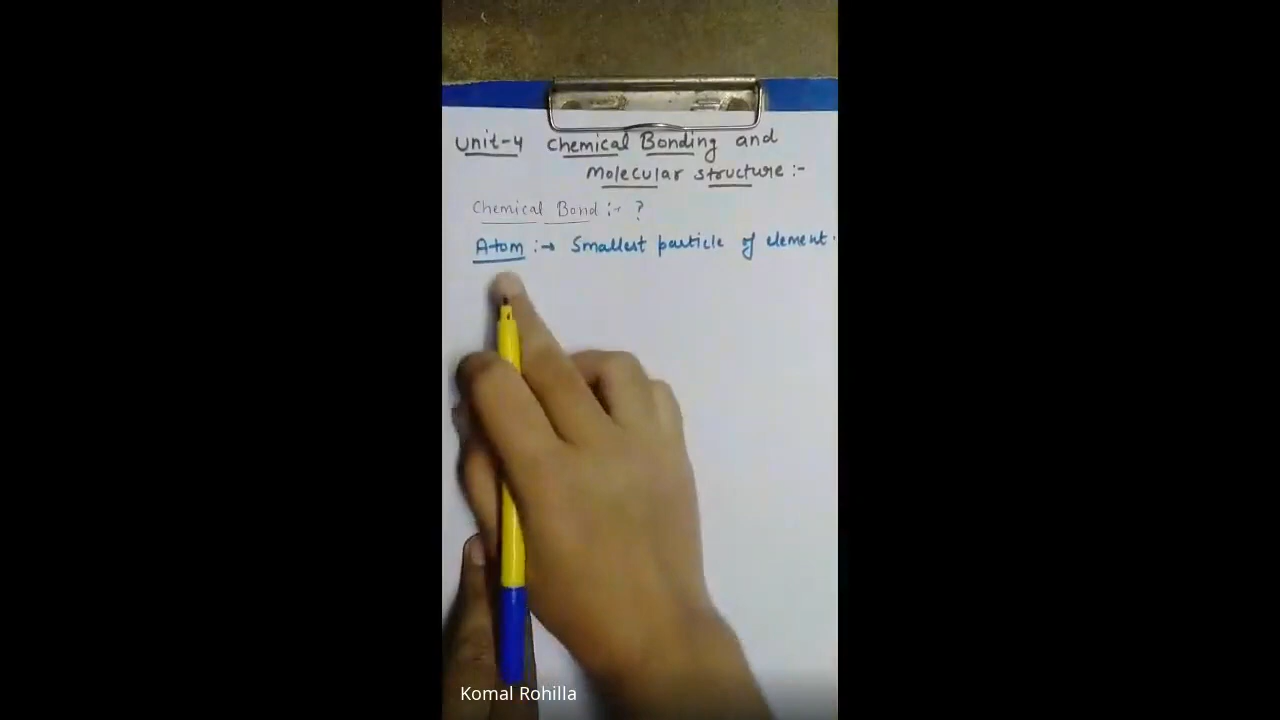 Unit-4 Chemical Bonding and
Molecular structure :-
Chemical Bond :- ?
Atom :→ Smallest particle of element.
Komal Rohilla